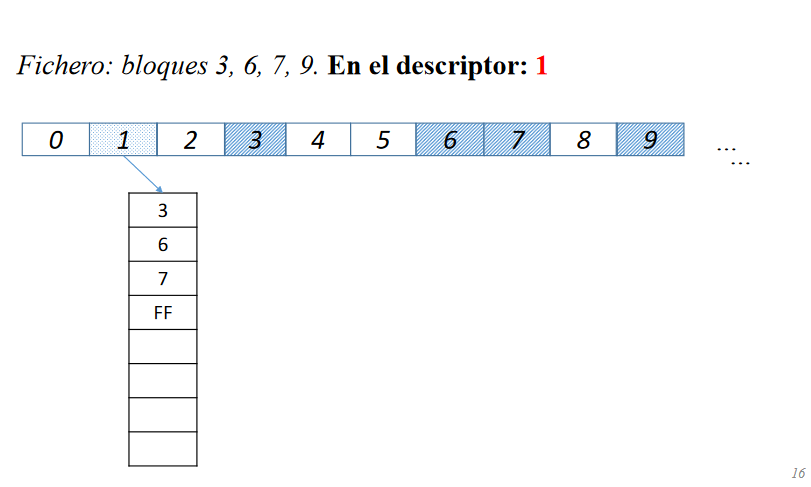 Fichero: bloques 3, 6, 7, 9. En el descriptor: 1
0 1 2 3 4 5 6 7 8 9 ...
...
3
6
7
FF
16